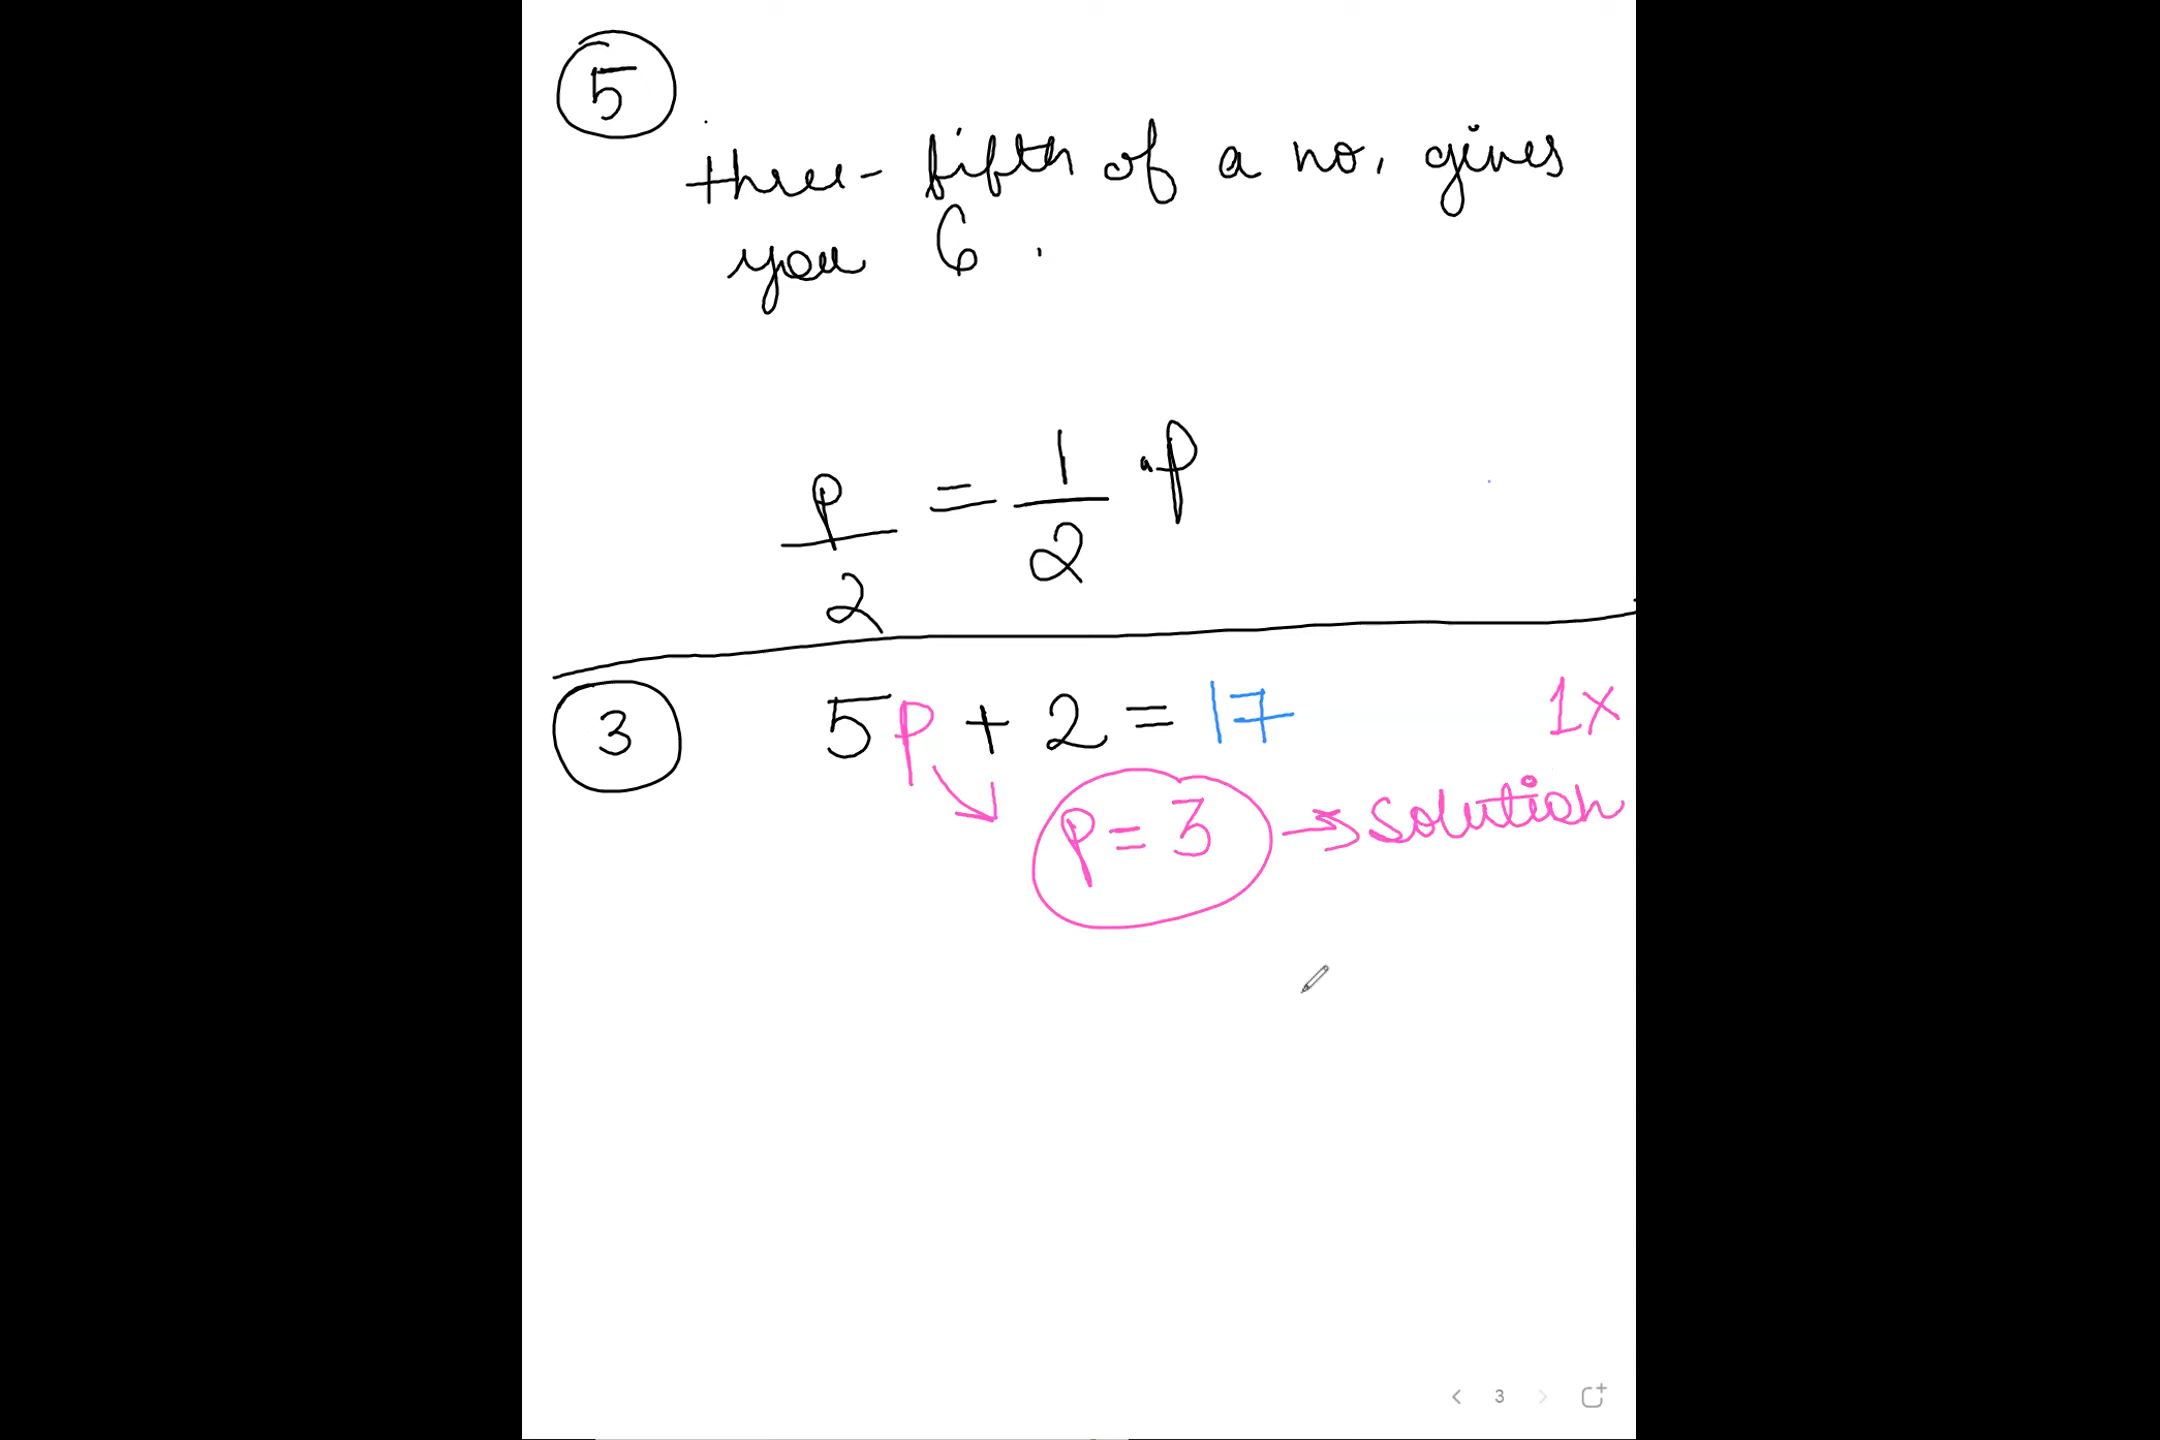 5
three-fifth of a no. gives
you 6.
p/2 = 1/2 . p
3
5p + 2 = 17
1x
p = 3 → solution
< 3 >